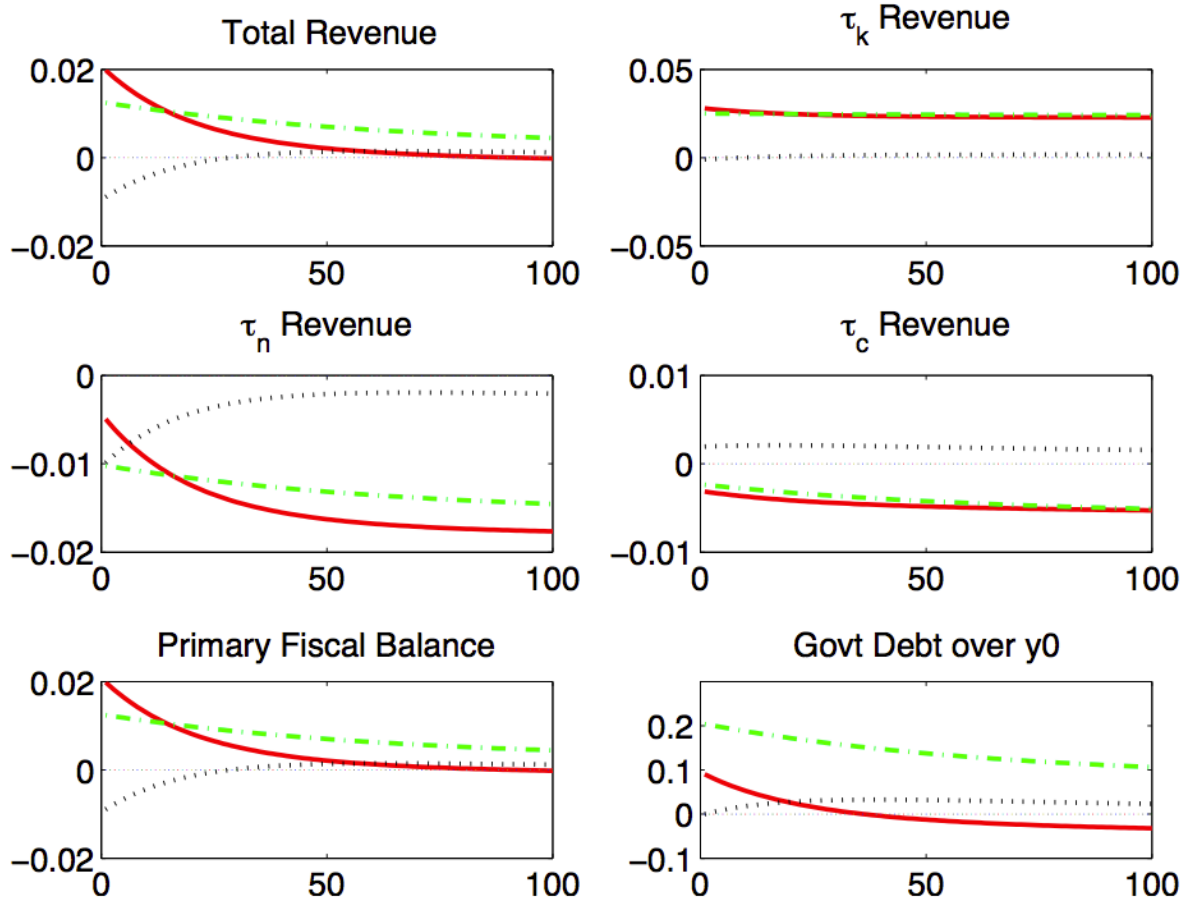 Total Revenue
0.02
0
−0.02
0 50 100
τk Revenue
0.05
0
−0.05
0 50 100
τn Revenue
0
−0.01
−0.02
0 50 100
τc Revenue
0.01
0
−0.01
0 50 100
Primary Fiscal Balance
0.02
0
−0.02
0 50 100
Govt Debt over y0
0.2
0.1
0
−0.1
0 50 100